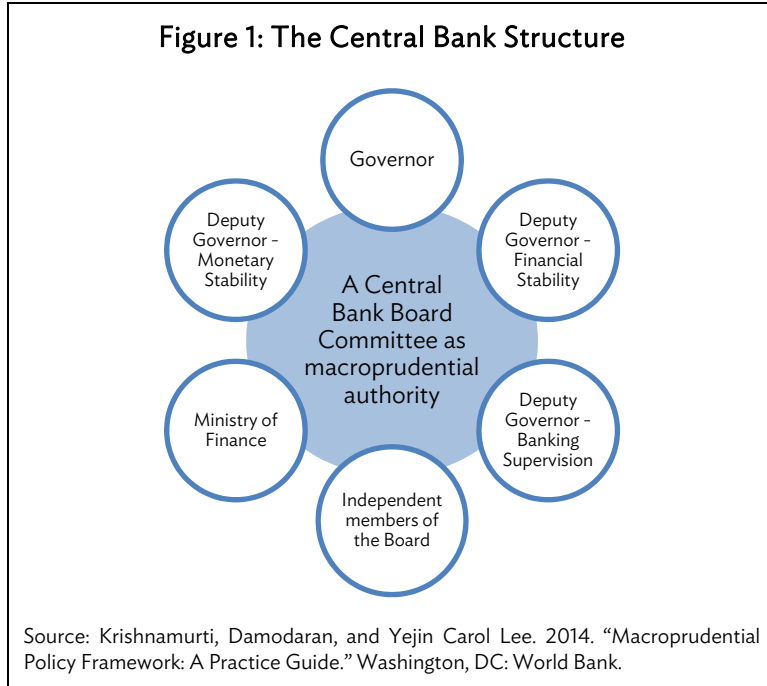 Figure 1: The Central Bank Structure
Governor
Deputy
Governor -
Financial
Stability
Deputy
Governor -
Banking
Supervision
Independent
members of
the Board
Ministry of
Finance
Deputy
Governor -
Monetary
Stability
A Central
Bank Board
Committee as
macroprudential
authority
Source: Krishnamurti, Damodaran, and Yejin Carol Lee. 2014. “Macroprudential
Policy Framework: A Practice Guide.” Washington, DC: World Bank.